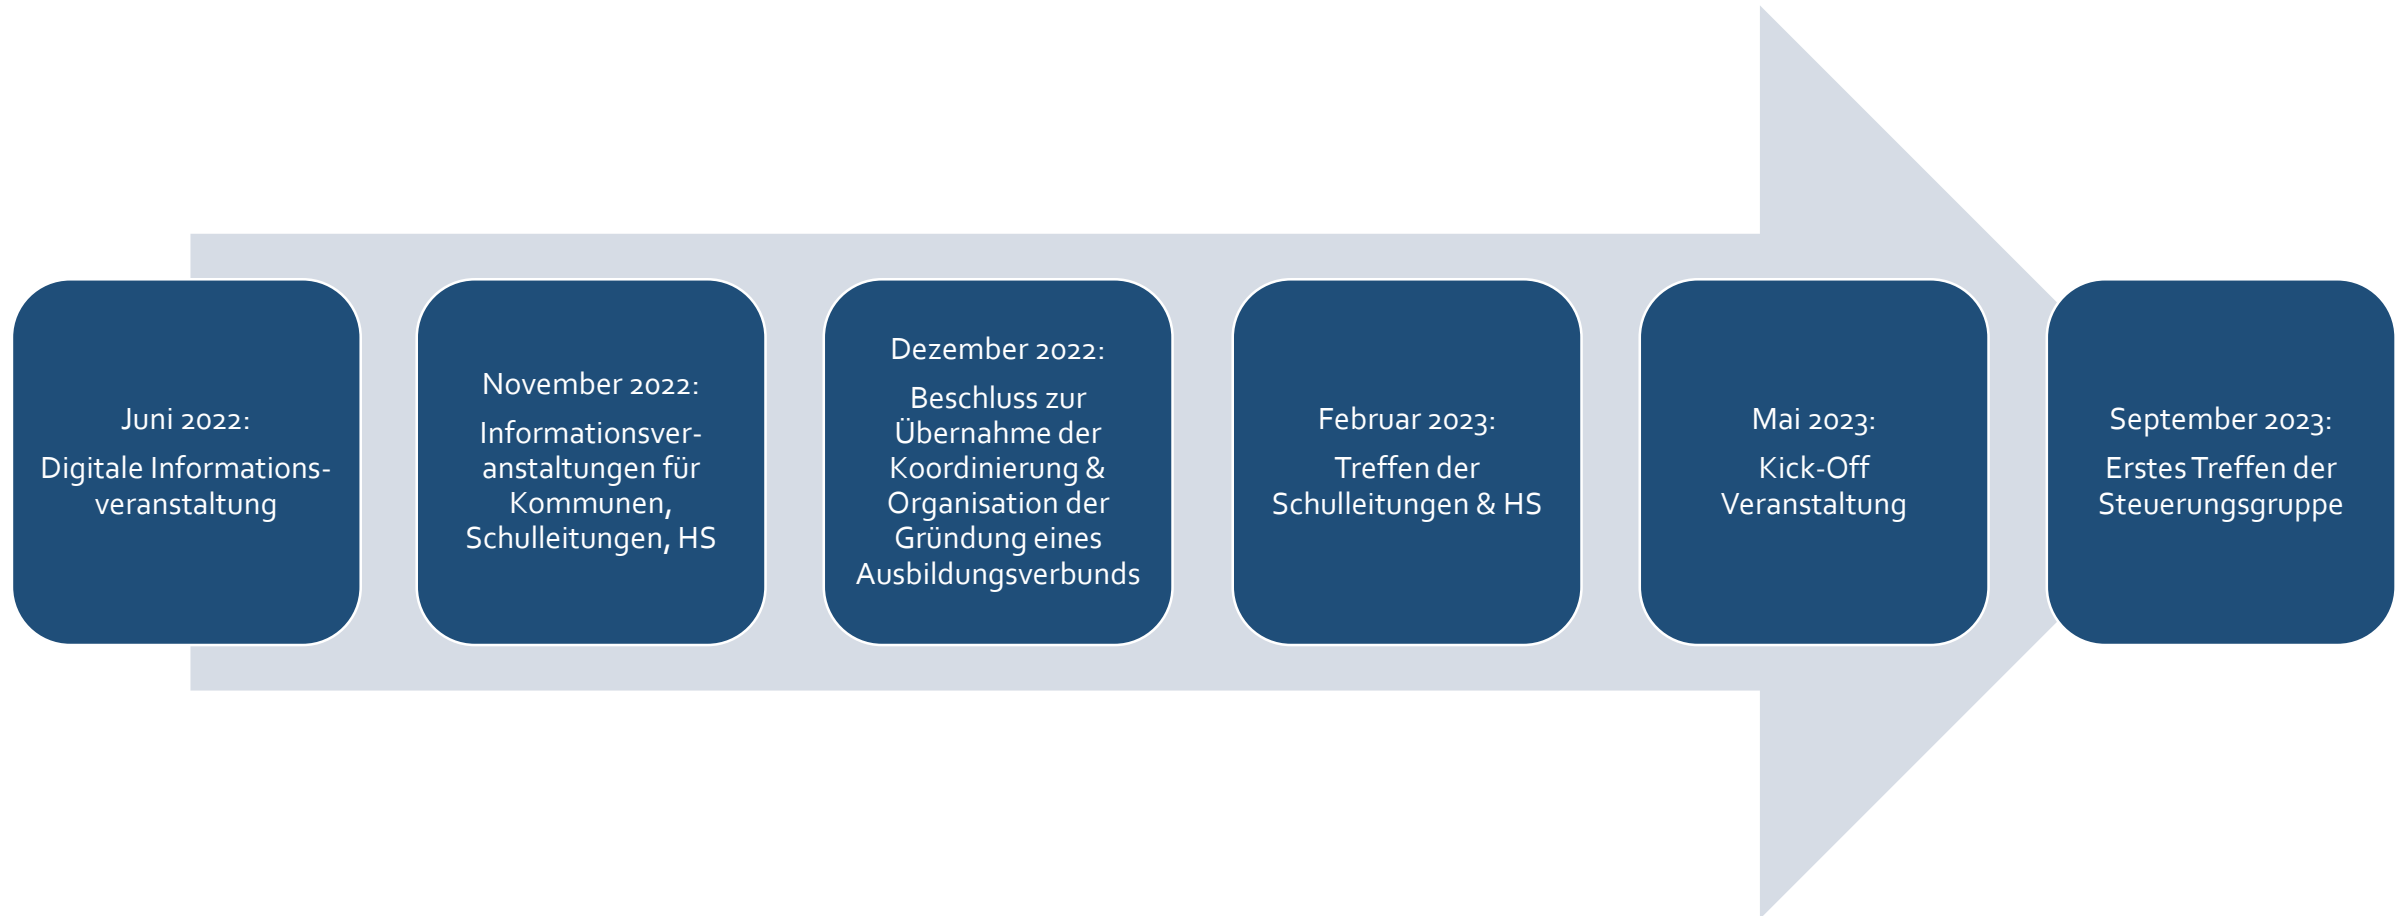 Juni 2022:
Digitale Informations-
veranstaltung
November 2022:
Informationsver-
anstaltungen für
Kommunen,
Schulleitungen, HS
Dezember 2022:
Beschluss zur
Übernahme der
Koordinierung &
Organisation der
Gründung eines
Ausbildungsverbunds
Februar 2023:
Treffen der
Schulleitungen & HS
Mai 2023:
Kick-Off
Veranstaltung
September 2023:
Erstes Treffen der
Steuerungsgruppe